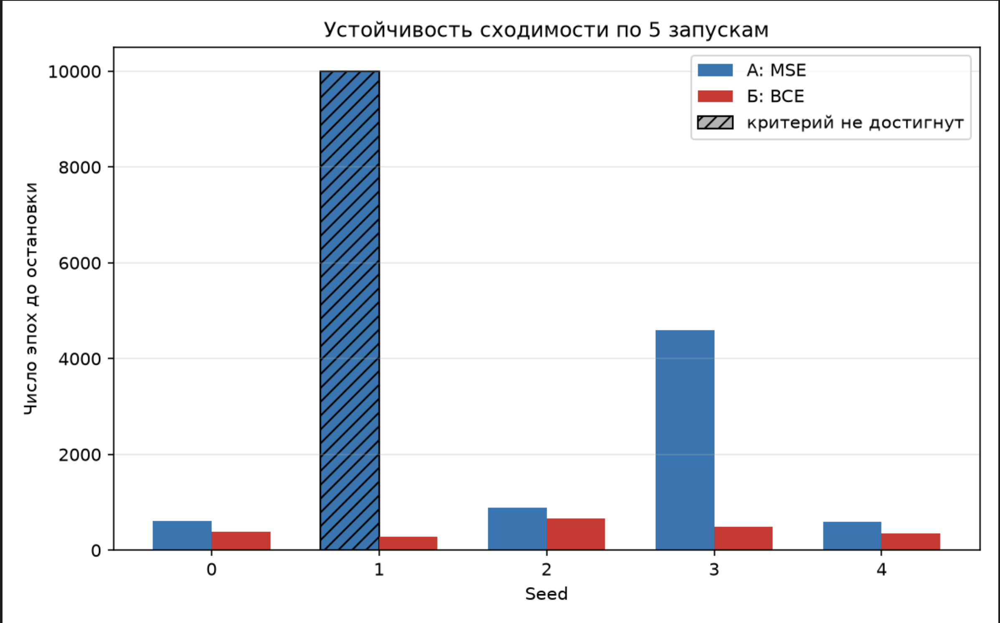 Устойчивость сходимости по 5 запускам
А: MSE
Б: BCE
критерий не достигнут
Число эпох до остановки
10000
8000
6000
4000
2000
0
0 1 2 3 4
Seed